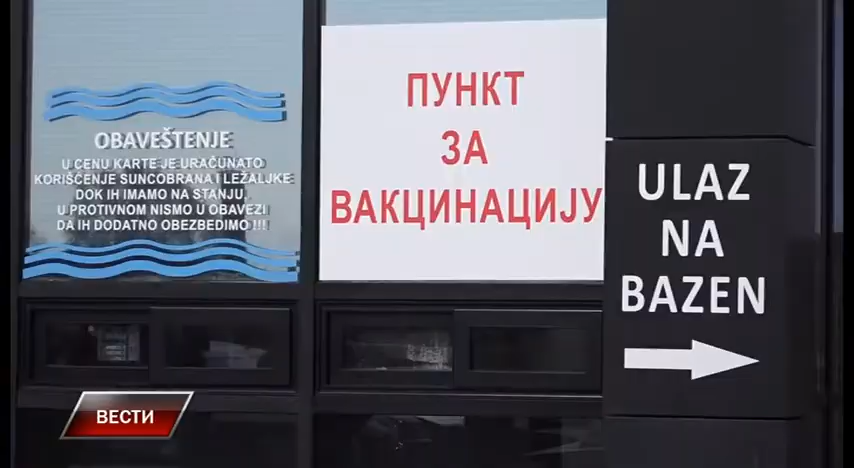 OBAVEŠTENJE
U CENU KARTE JE URAČUNATO
KORIŠĆENJE SUNCOBRANA I LEŽALJKE
DOK IH IMAMO NA STANJU,
U PROTIVNOM NISMO U OBAVEZI
DA IH DODATNO OBEZBEDIMO !!!
ПУНКТ
ЗА
ВАКЦИНАЦИЈУ
ULAZ
NA
BAZEN
ВЕСТИ